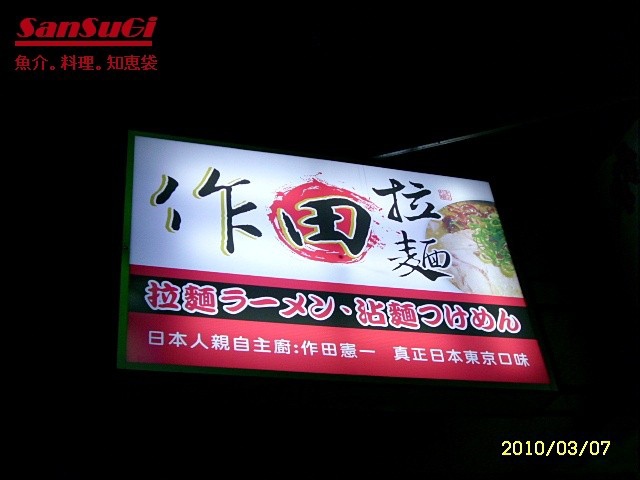 SanSuGi
魚介。料理。知恵袋
作田拉麵
拉麵ラーメン、沾麵つけめん
日本人親自主廚:作田憲一 真正日本東京口味
2010/03/07